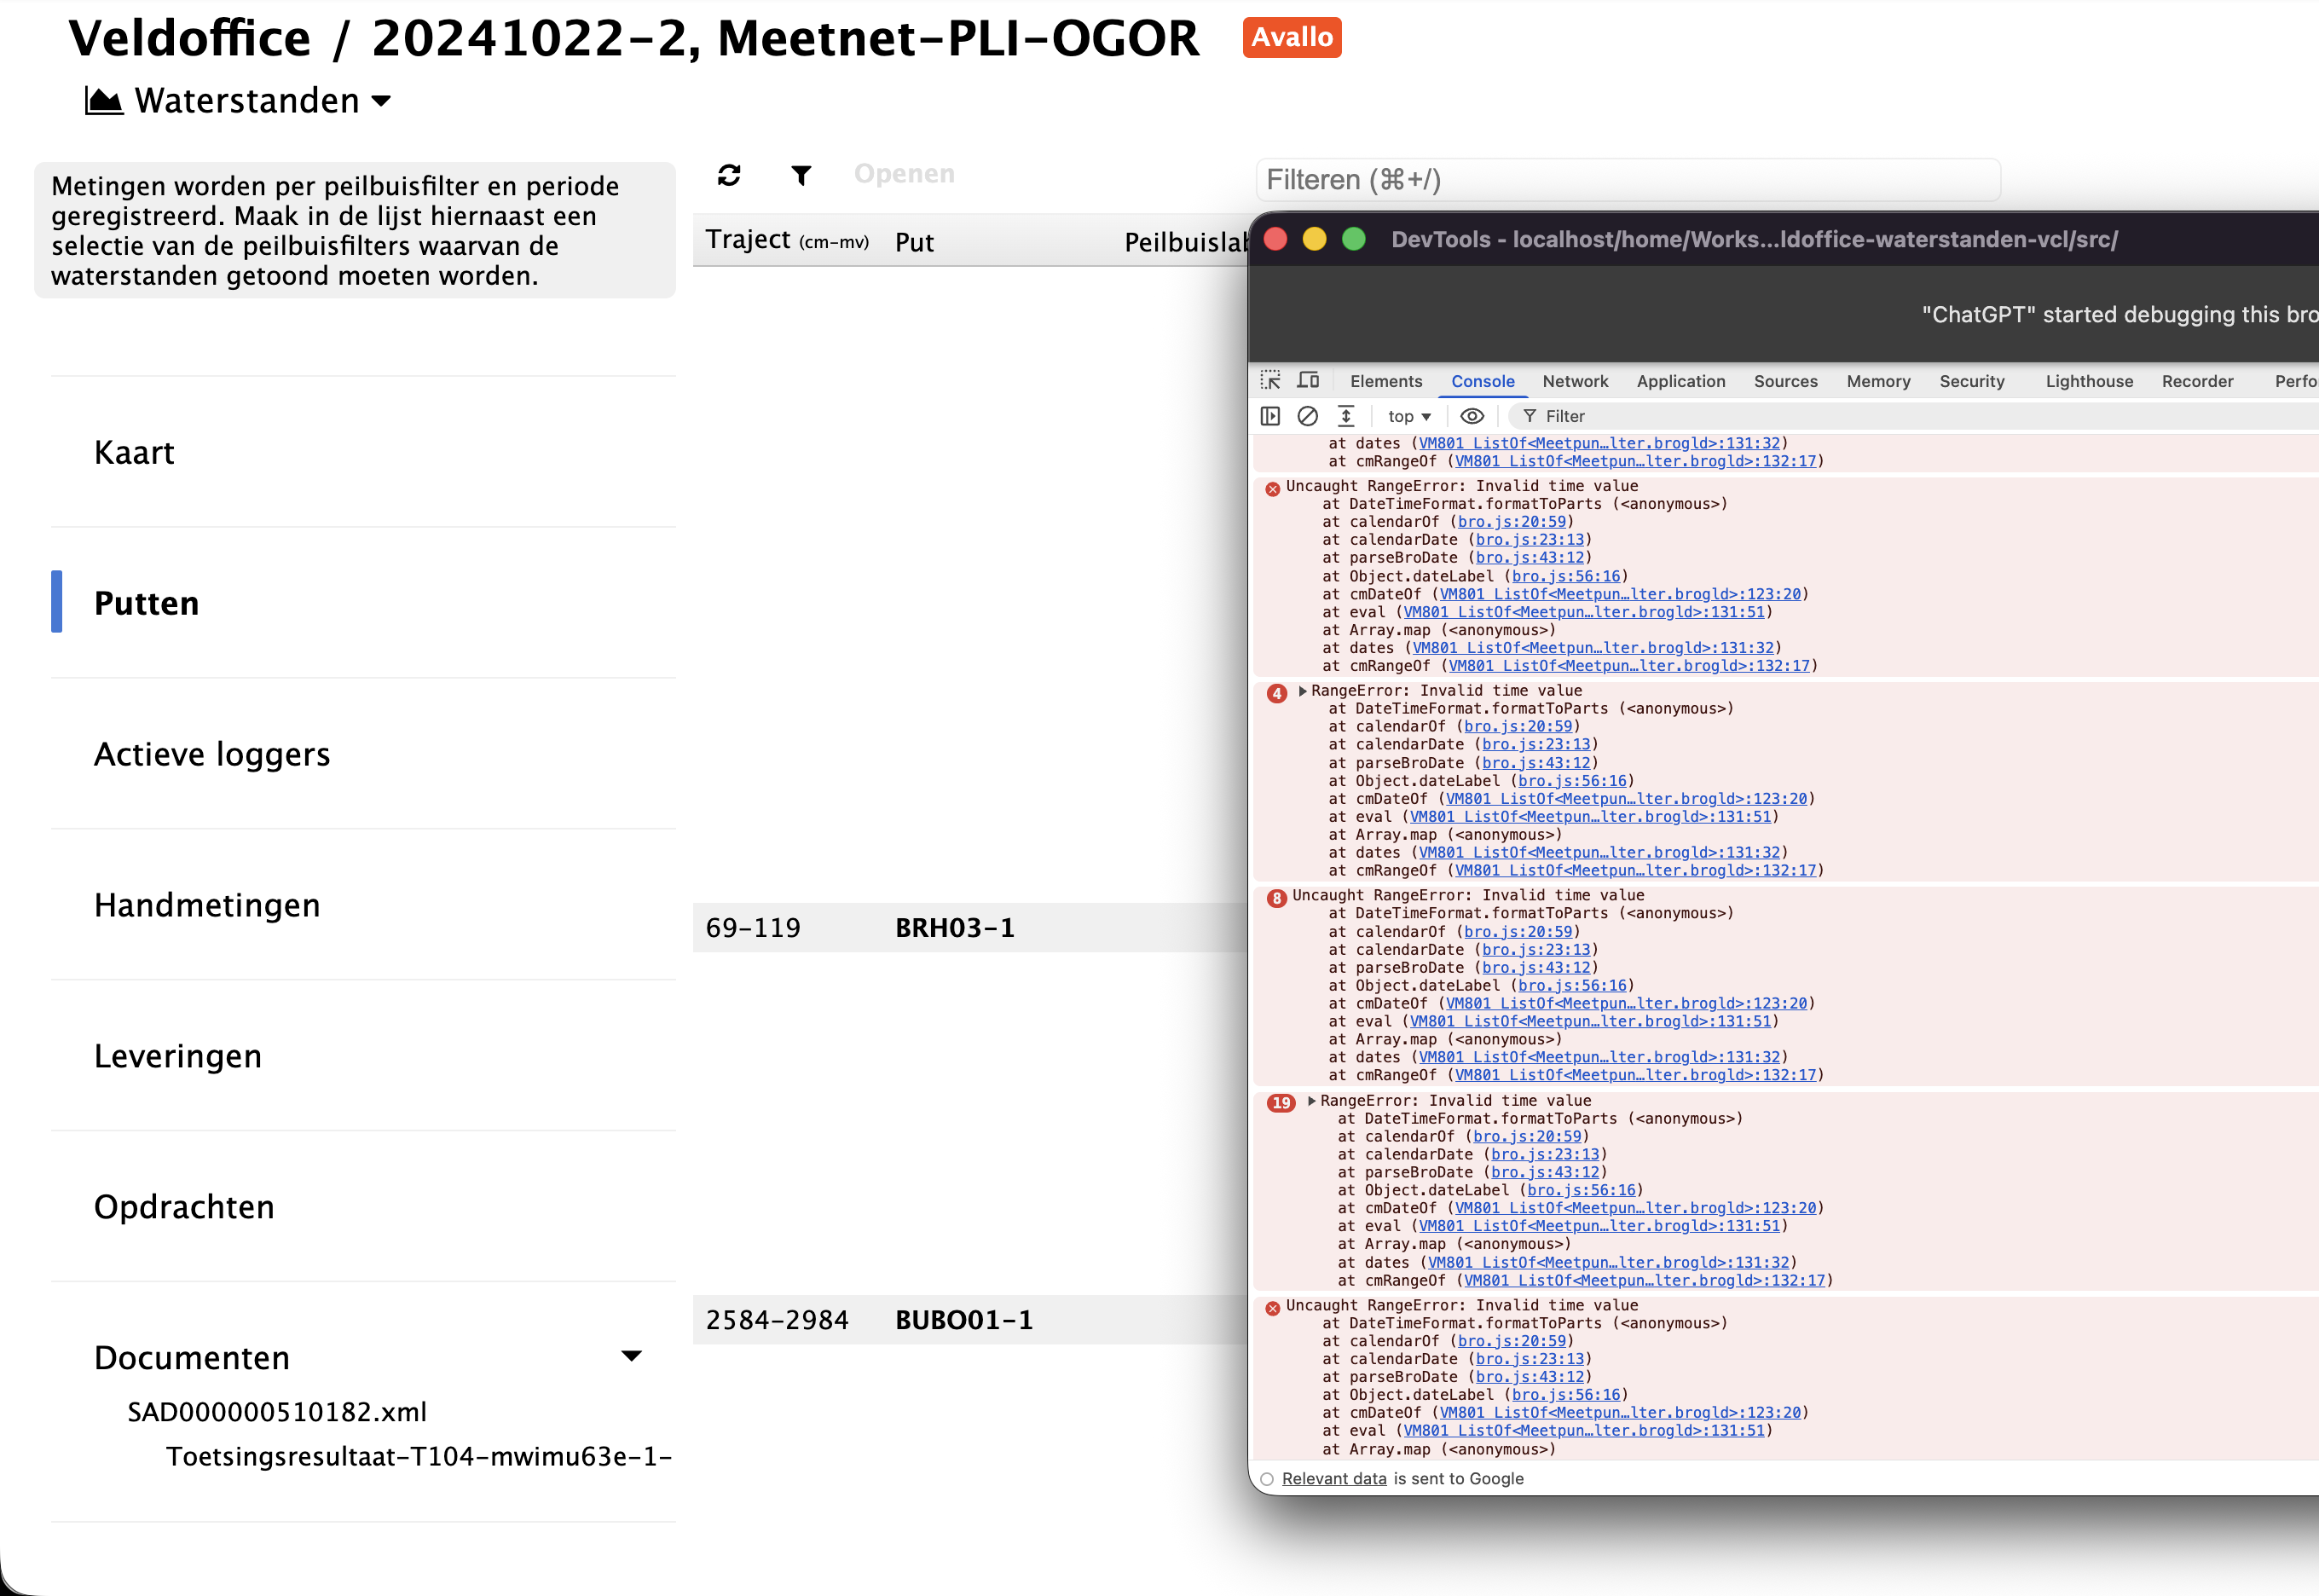 Veldoffice / 20241022-2, Meetnet-PLI-OGOR Avallo
Waterstanden
Metingen worden per peilbuisfilter en periode
geregistreerd. Maak in de lijst hiernaast een
selectie van de peilbuisfilters waarvan de
waterstanden getoond moeten worden.
Kaart
Putten
Actieve loggers
Handmetingen
Leveringen
Opdrachten
Documenten
SAD000000510182.xml
Toetsingsresultaat-T104-mwimu63e-1-
Openen
Filteren (⌘+/)
Traject (cm-mv) Put Peilbuislab
69-119 BRH03-1
2584-2984 BUBO01-1
DevTools - localhost/home/Works...ldoffice-waterstanden-vcl/src/
"ChatGPT" started debugging this bro
Elements Console Network Application Sources Memory Security Lighthouse Recorder Perfo
top Filter
at dates (VM801 ListOf<Meetpun…lter.brogld>:131:32)
at cmRangeOf (VM801 ListOf<Meetpun…lter.brogld>:132:17)
Uncaught RangeError: Invalid time value
at DateTimeFormat.formatToParts (<anonymous>)
at calendarOf (bro.js:20:59)
at calendarDate (bro.js:23:13)
at parseBroDate (bro.js:43:12)
at Object.dateLabel (bro.js:56:16)
at cmDateOf (VM801 ListOf<Meetpun…lter.brogld>:123:20)
at eval (VM801 ListOf<Meetpun…lter.brogld>:131:51)
at Array.map (<anonymous>)
at dates (VM801 ListOf<Meetpun…lter.brogld>:131:32)
at cmRangeOf (VM801 ListOf<Meetpun…lter.brogld>:132:17)
4 RangeError: Invalid time value
at DateTimeFormat.formatToParts (<anonymous>)
at calendarOf (bro.js:20:59)
at calendarDate (bro.js:23:13)
at parseBroDate (bro.js:43:12)
at Object.dateLabel (bro.js:56:16)
at cmDateOf (VM801 ListOf<Meetpun…lter.brogld>:123:20)
at eval (VM801 ListOf<Meetpun…lter.brogld>:131:51)
at Array.map (<anonymous>)
at dates (VM801 ListOf<Meetpun…lter.brogld>:131:32)
at cmRangeOf (VM801 ListOf<Meetpun…lter.brogld>:132:17)
8 Uncaught RangeError: Invalid time value
at DateTimeFormat.formatToParts (<anonymous>)
at calendarOf (bro.js:20:59)
at calendarDate (bro.js:23:13)
at parseBroDate (bro.js:43:12)
at Object.dateLabel (bro.js:56:16)
at cmDateOf (VM801 ListOf<Meetpun…lter.brogld>:123:20)
at eval (VM801 ListOf<Meetpun…lter.brogld>:131:51)
at Array.map (<anonymous>)
at dates (VM801 ListOf<Meetpun…lter.brogld>:131:32)
at cmRangeOf (VM801 ListOf<Meetpun…lter.brogld>:132:17)
19 RangeError: Invalid time value
at DateTimeFormat.formatToParts (<anonymous>)
at calendarOf (bro.js:20:59)
at calendarDate (bro.js:23:13)
at parseBroDate (bro.js:43:12)
at Object.dateLabel (bro.js:56:16)
at cmDateOf (VM801 ListOf<Meetpun…lter.brogld>:123:20)
at eval (VM801 ListOf<Meetpun…lter.brogld>:131:51)
at Array.map (<anonymous>)
at dates (VM801 ListOf<Meetpun…lter.brogld>:131:32)
at cmRangeOf (VM801 ListOf<Meetpun…lter.brogld>:132:17)
Uncaught RangeError: Invalid time value
at DateTimeFormat.formatToParts (<anonymous>)
at calendarOf (bro.js:20:59)
at calendarDate (bro.js:23:13)
at parseBroDate (bro.js:43:12)
at Object.dateLabel (bro.js:56:16)
at cmDateOf (VM801 ListOf<Meetpun…lter.brogld>:123:20)
at eval (VM801 ListOf<Meetpun…lter.brogld>:131:51)
at Array.map (<anonymous>)
Relevant data is sent to Google